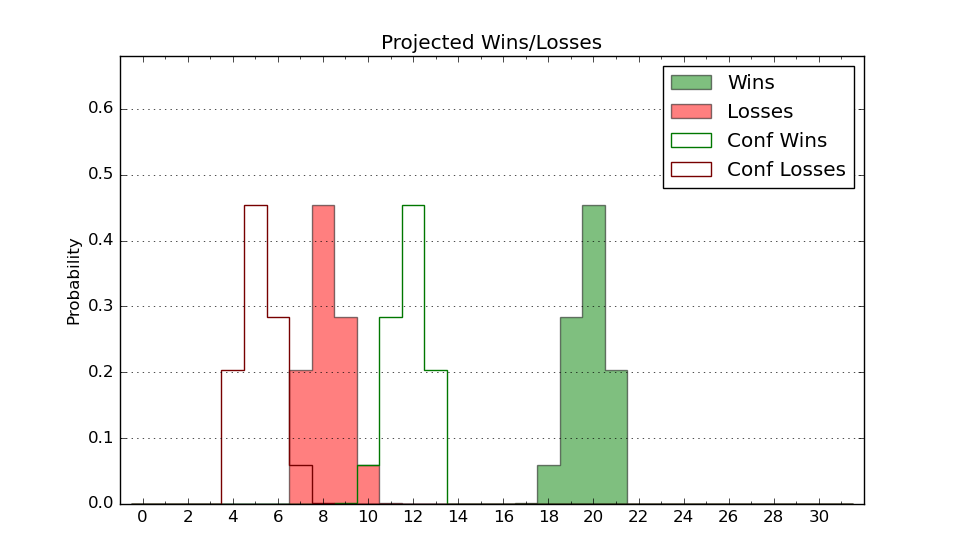 Projected Wins/Losses
Wins
Losses
Conf Wins
Conf Losses
Probability
0.6
0.5
0.4
0.3
0.2
0.1
0.0
0 2 4 6 8 10 12 14 16 18 20 22 24 26 28 30